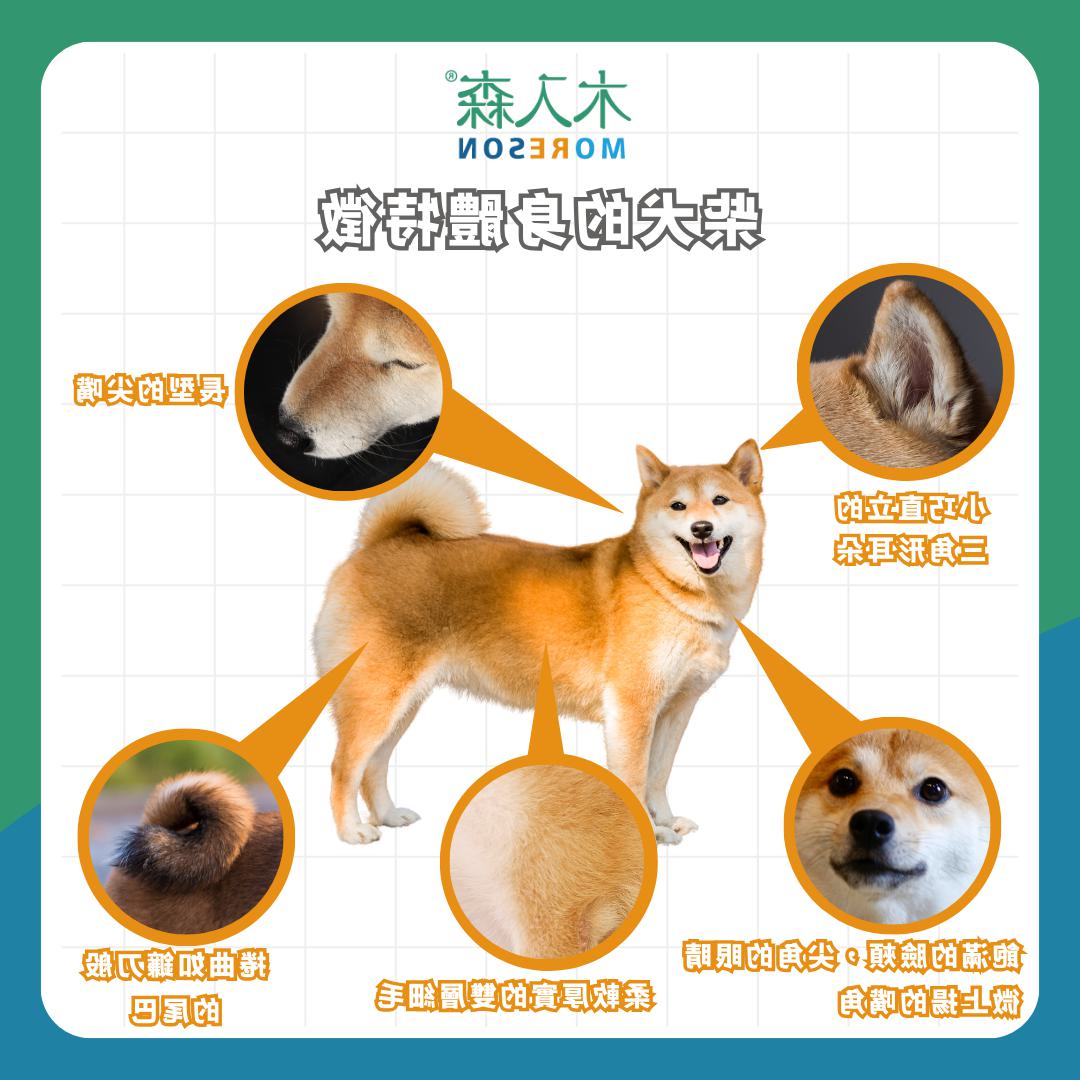 木入森®
MORESON
柴犬的身體特徵
長型的尖嘴
小巧直立的
三角形耳朵
捲曲如鐮刀般
的尾巴
柔軟厚實的雙層細毛
飽滿的臉頰，尖角的眼睛
微上揚的嘴角